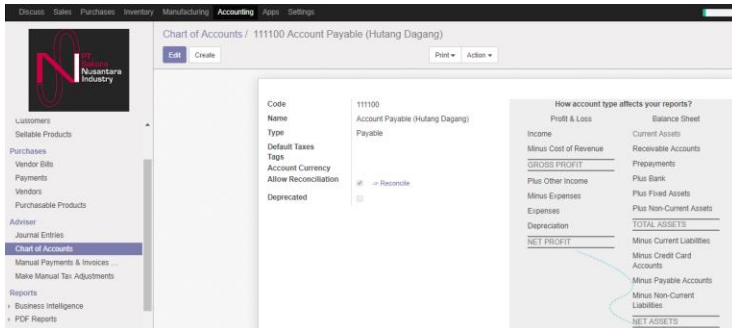 Discuss Sales Purchases Inventory Manufacturing Accounting Apps Settings
PT
Sakura
Nusantara
Industry
Chart of Accounts / 111100 Account Payable (Hutang Dagang)
Edit Create Print Action
Customers
Sellable Products
Purchases
Vendor Bills
Payments
Vendors
Purchasable Products
Adviser
Journal Entries
Chart of Accounts
Manual Payments & Invoices ...
Make Manual Tax Adjustments
Reports
Business Intelligence
PDF Reports
Code 111100
Name Account Payable (Hutang Dagang)
Type Payable
Default Taxes
Tags
Account Currency
Allow Reconciliation -> Reconcile
Deprecated
How account type affects your reports?
Profit & Loss
Income
Minus Cost of Revenue
GROSS PROFIT
Plus Other Income
Minus Expenses
Expenses
Depreciation
NET PROFIT
Balance Sheet
Current Assets
Receivable Accounts
Prepayments
Plus Bank
Plus Fixed Assets
Plus Non-Current Assets
TOTAL ASSETS
Minus Current Liabilities
Minus Credit Card
Accounts
Minus Payable Accounts
Minus Non-Current
Liabilities
NET ASSETS